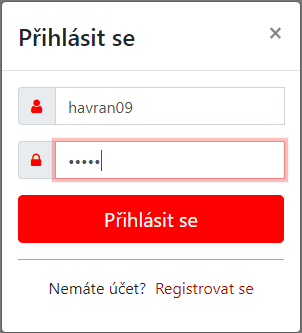 Přihlásit se ×
havran09
•••••
Přihlásit se
Nemáte účet? Registrovat se